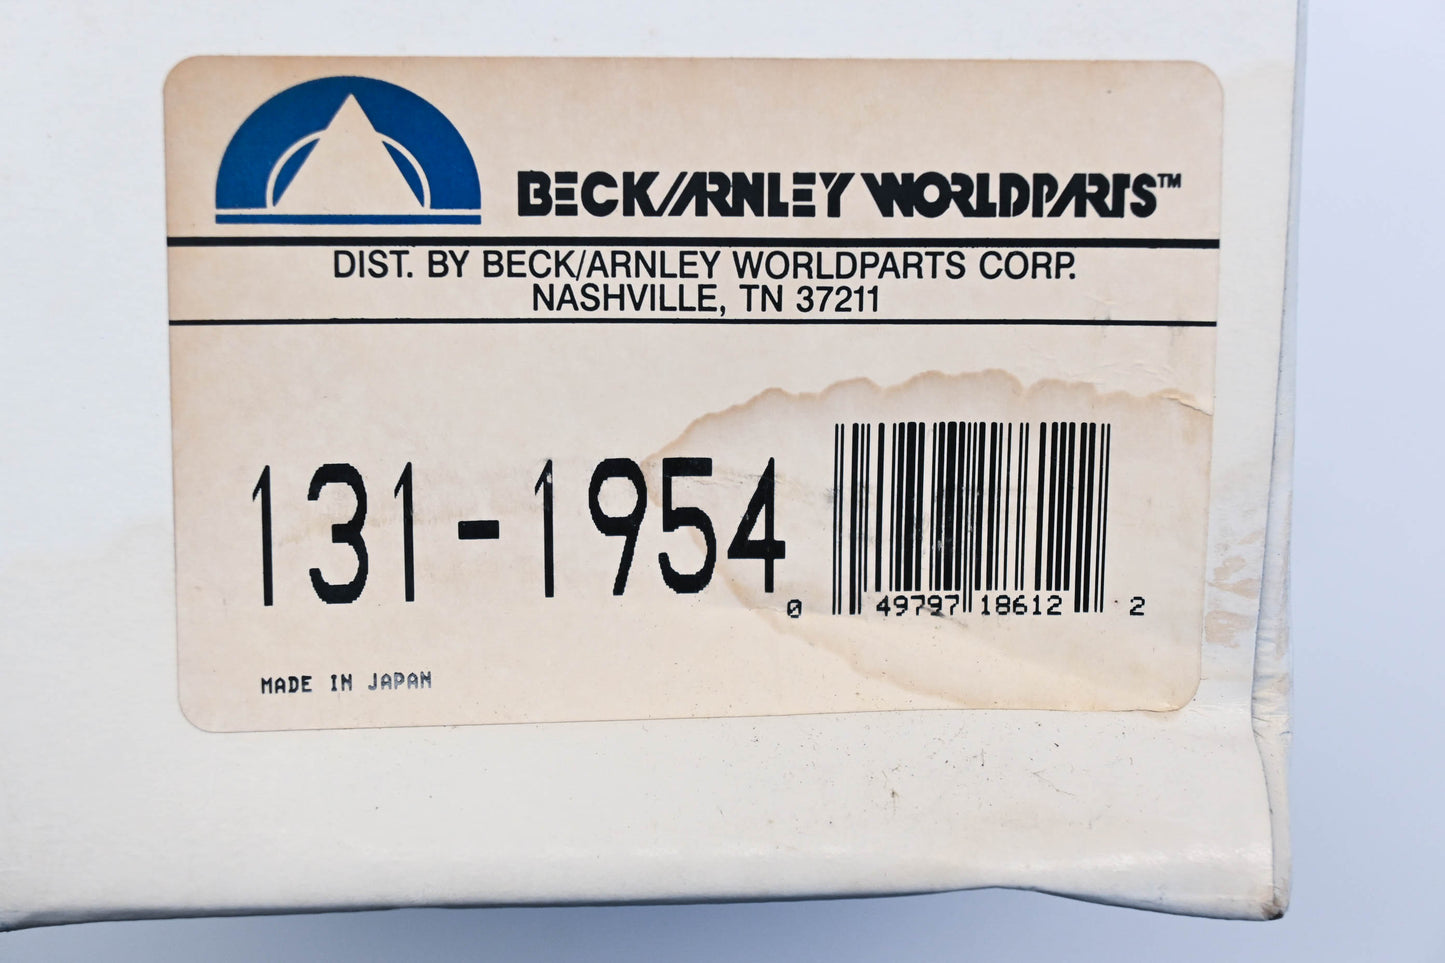 BECK/ARNLEY WORLDPARTS™
DIST. BY BECK/ARNLEY WORLDPARTS CORP.
NASHVILLE, TN 37211
131-1954
0 49797 18612 2
MADE IN JAPAN